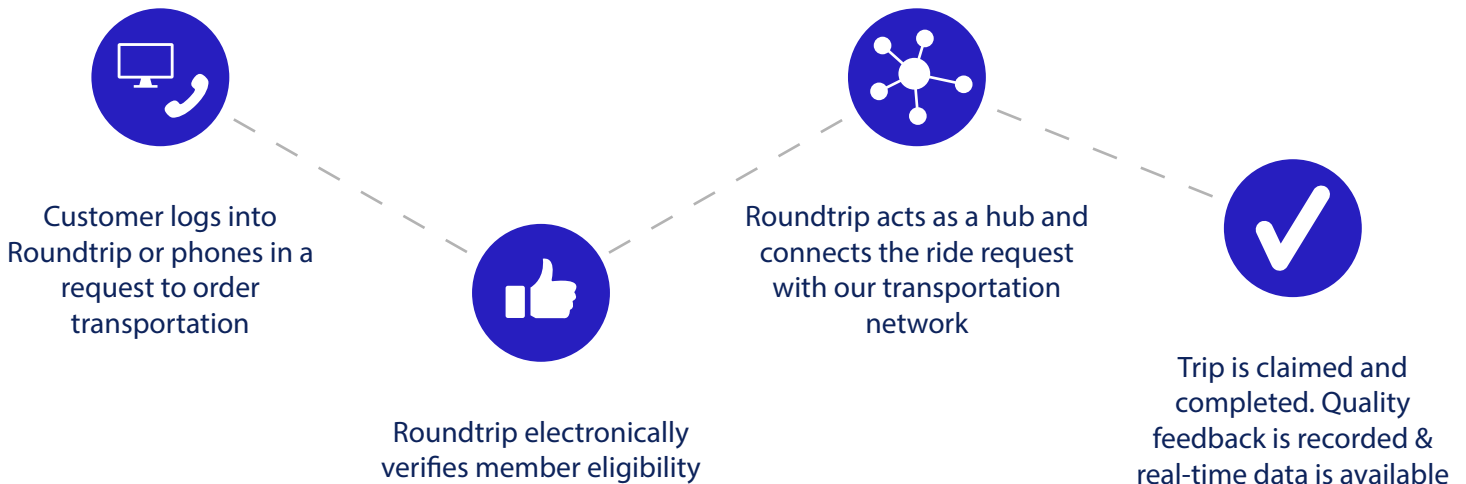 Customer logs into
Roundtrip or phones in a
request to order
transportation
Roundtrip electronically
verifies member eligibility
Roundtrip acts as a hub and
connects the ride request
with our transportation
network
Trip is claimed and
completed. Quality
feedback is recorded &
real-time data is available